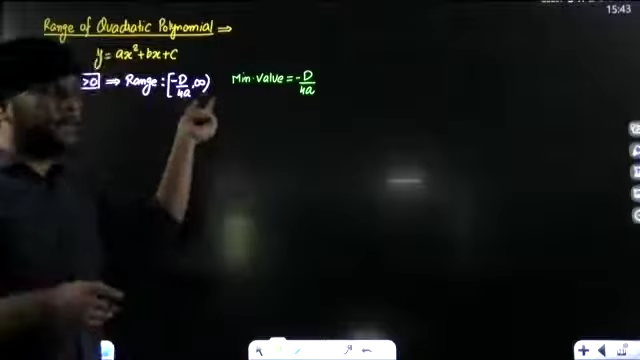 15:43
Range of Quadratic Polynomial ⇒
y = ax² + bx + c
>0 ⇒ Range : [-D/4a, ∞) Min. Value = -D/4a